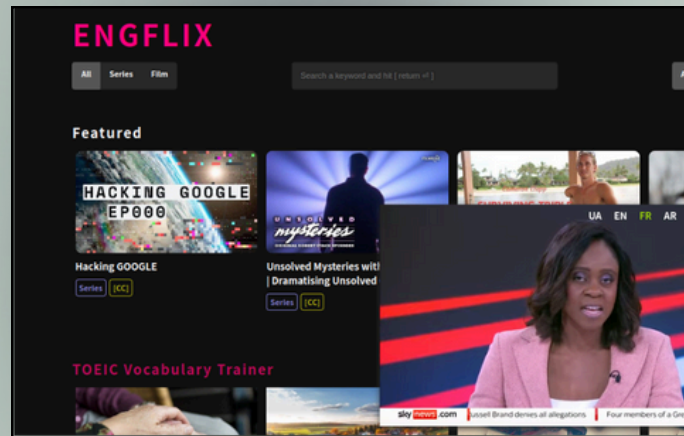 ENGFLIX
All Series Film
Search a keyword and hit [ return ⏎ ]
A
Featured
HACKING GOOGLE
EP000
UNSOLVED
mysteries
UA EN FR AR
Hacking GOOGLE
Series [CC]
Unsolved Mysteries with
| Dramatising Unsolved
Series [CC]
TOEIC Vocabulary Trainer
sky news.com ussell Brand denies all allegations Four members of a Gre